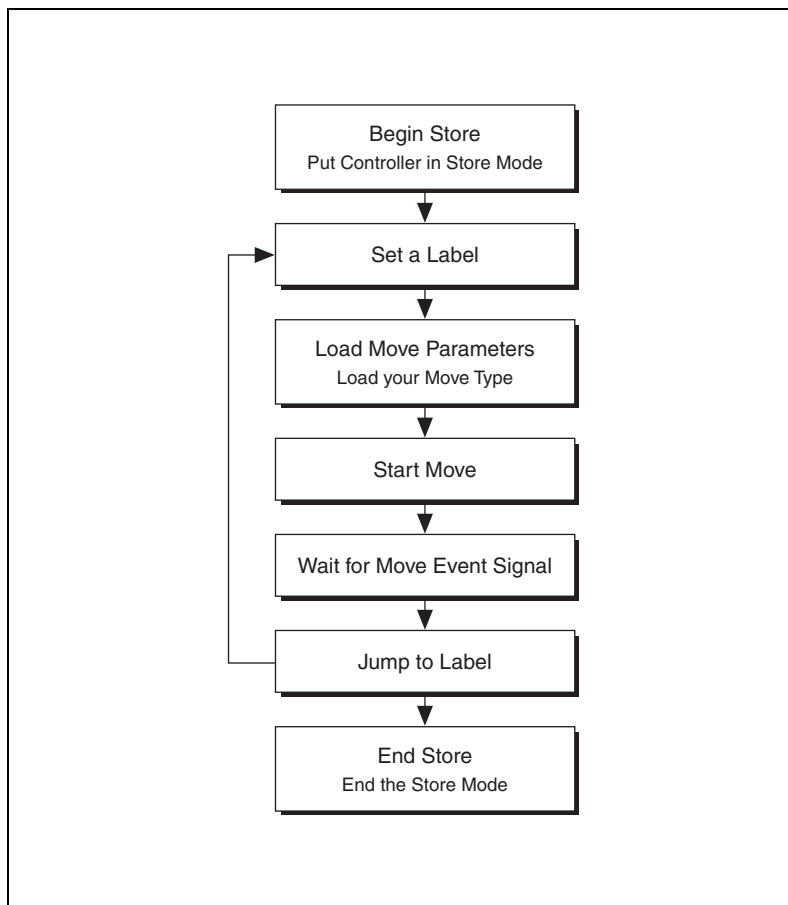 Begin Store
Put Controller in Store Mode
Set a Label
Load Move Parameters
Load your Move Type
Start Move
Wait for Move Event Signal
Jump to Label
End Store
End the Store Mode